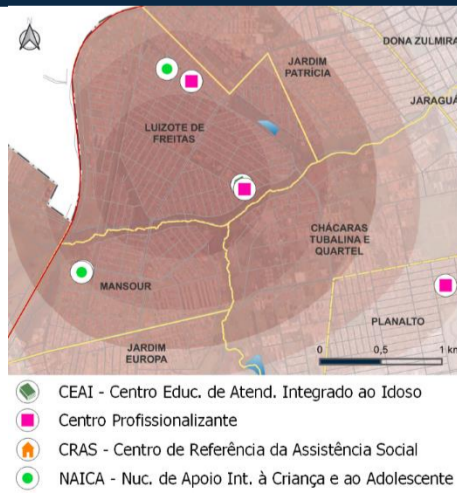 DONA ZULMIRA
JARDIM
PATRÍCIA
JARAGUÁ
LUIZOTE DE
FREITAS
CHÁCARAS
TUBALINA E
QUARTEL
MANSOUR
PLANALTO
JARDIM
EUROPA
0 0,5 1 km
CEAI - Centro Educ. de Atend. Integrado ao Idoso
Centro Profissionalizante
CRAS - Centro de Referência da Assistência Social
NAICA - Nuc. de Apoio Int. à Criança e ao Adolescente